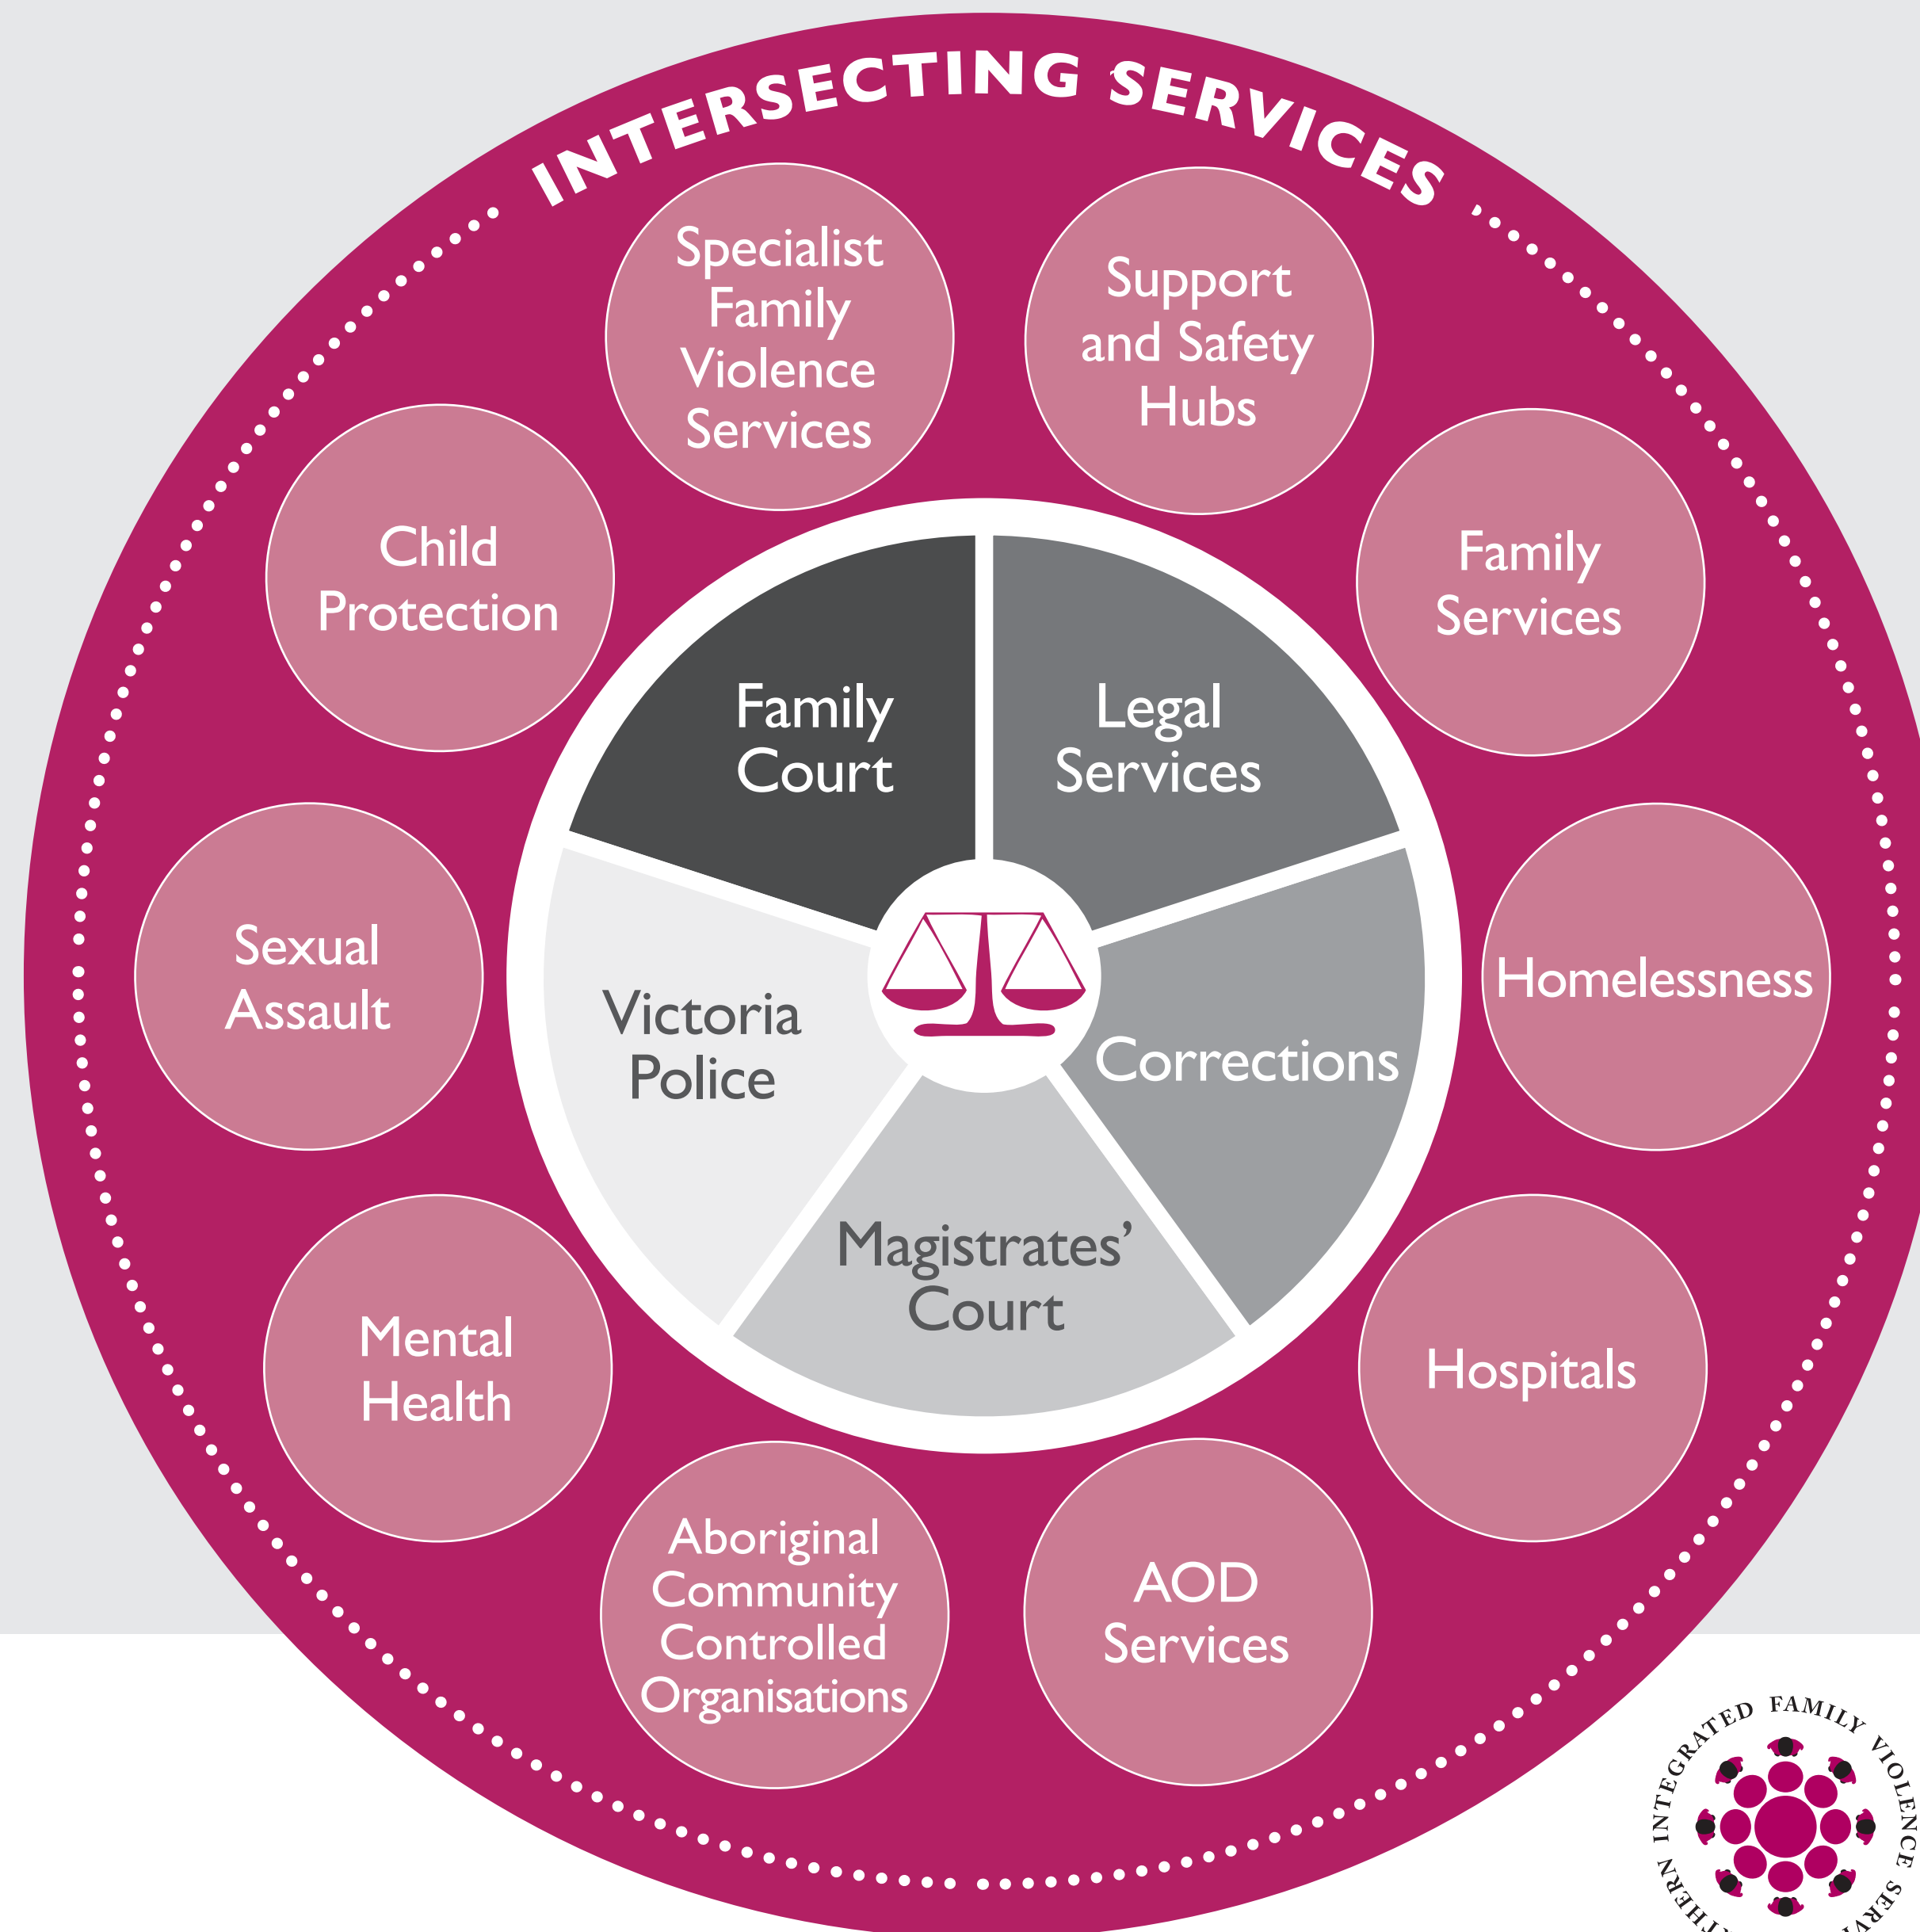 INTERSECTING SERVICES
Specialist
Family
Violence
Services
Support
and Safety
Hubs
Child
Protection
Family
Services
Family
Court
Legal
Services
Sexual
Assault
Homelessness
Victoria
Police
Corrections
Magistrates’
Court
Mental
Health
Hospitals
Aboriginal
Community
Controlled
Organisations
AOD
Services
INTEGRATED FAMILY VIOLENCE